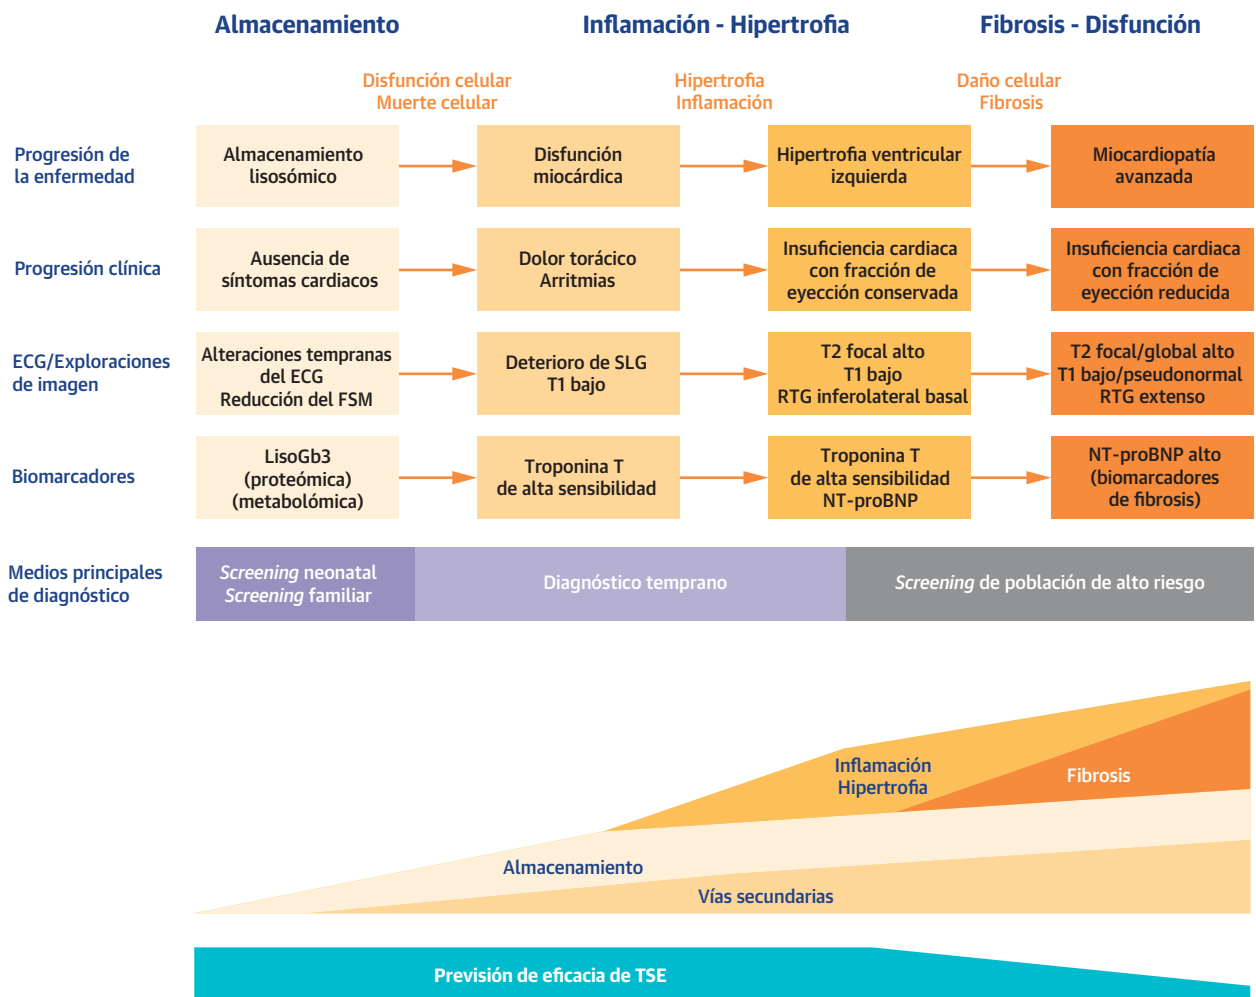 Almacenamiento
Inflamación - Hipertrofia
Fibrosis - Disfunción
Disfunción celular
Muerte celular
Hipertrofia
Inflamación
Daño celular
Fibrosis
Progresión de
la enfermedad
Almacenamiento
lisosómico
Disfunción
miocárdica
Hipertrofia ventricular
izquierda
Miocardiopatía
avanzada
Progresión clínica
Ausencia de
síntomas cardiacos
Dolor torácico
Arritmias
Insuficiencia cardiaca
con fracción de
eyección conservada
Insuficiencia cardiaca
con fracción de
eyección reducida
ECG/Exploraciones
de imagen
Alteraciones tempranas
del ECG
Reducción del FSM
Deterioro de SLG
T1 bajo
T2 focal alto
T1 bajo
RTG inferolateral basal
T2 focal/global alto
T1 bajo/pseudonormal
RTG extenso
Biomarcadores
LisoGb3
(proteómica)
(metabolómica)
Troponina T
de alta sensibilidad
Troponina T
de alta sensibilidad
NT-proBNP
NT-proBNP alto
(biomarcadores
de fibrosis)
Medios principales
de diagnóstico
Screening neonatal
Screening familiar
Diagnóstico temprano
Screening de población de alto riesgo
Inflamación
Hipertrofia
Fibrosis
Almacenamiento
Vías secundarias
Previsión de eficacia de TSE